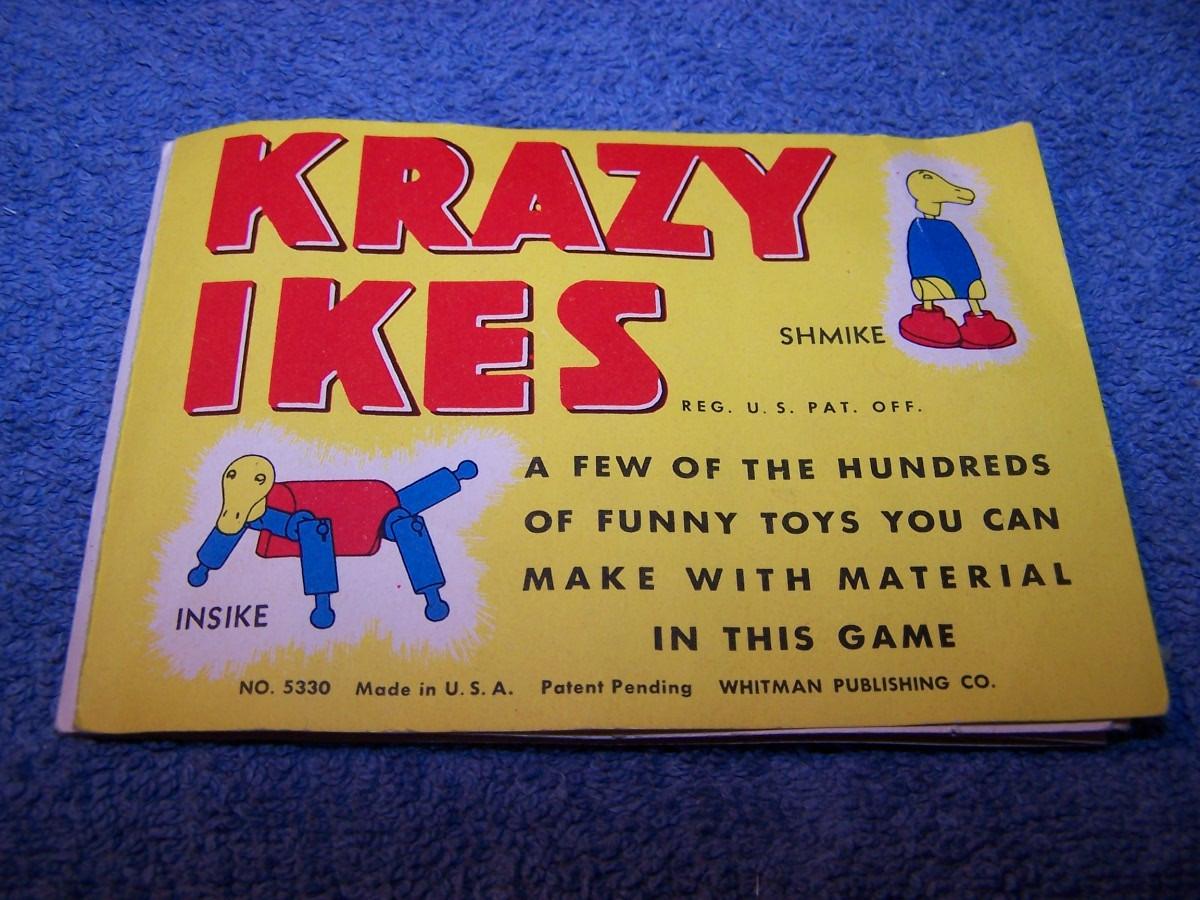 KRAZY
IKES
SHMIKE
REG. U. S. PAT. OFF.
INSIKE
A FEW OF THE HUNDREDS
OF FUNNY TOYS YOU CAN
MAKE WITH MATERIAL
IN THIS GAME
NO. 5330 Made in U. S. A. Patent Pending WHITMAN PUBLISHING CO.